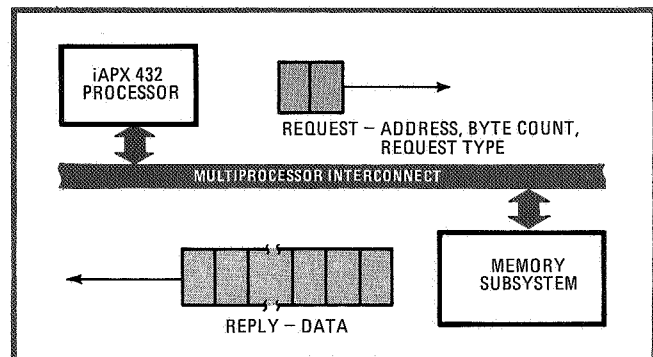 iAPX 432
PROCESSOR
REQUEST – ADDRESS, BYTE COUNT,
REQUEST TYPE
MULTIPROCESSOR INTERCONNECT
MEMORY
SUBSYSTEM
REPLY – DATA